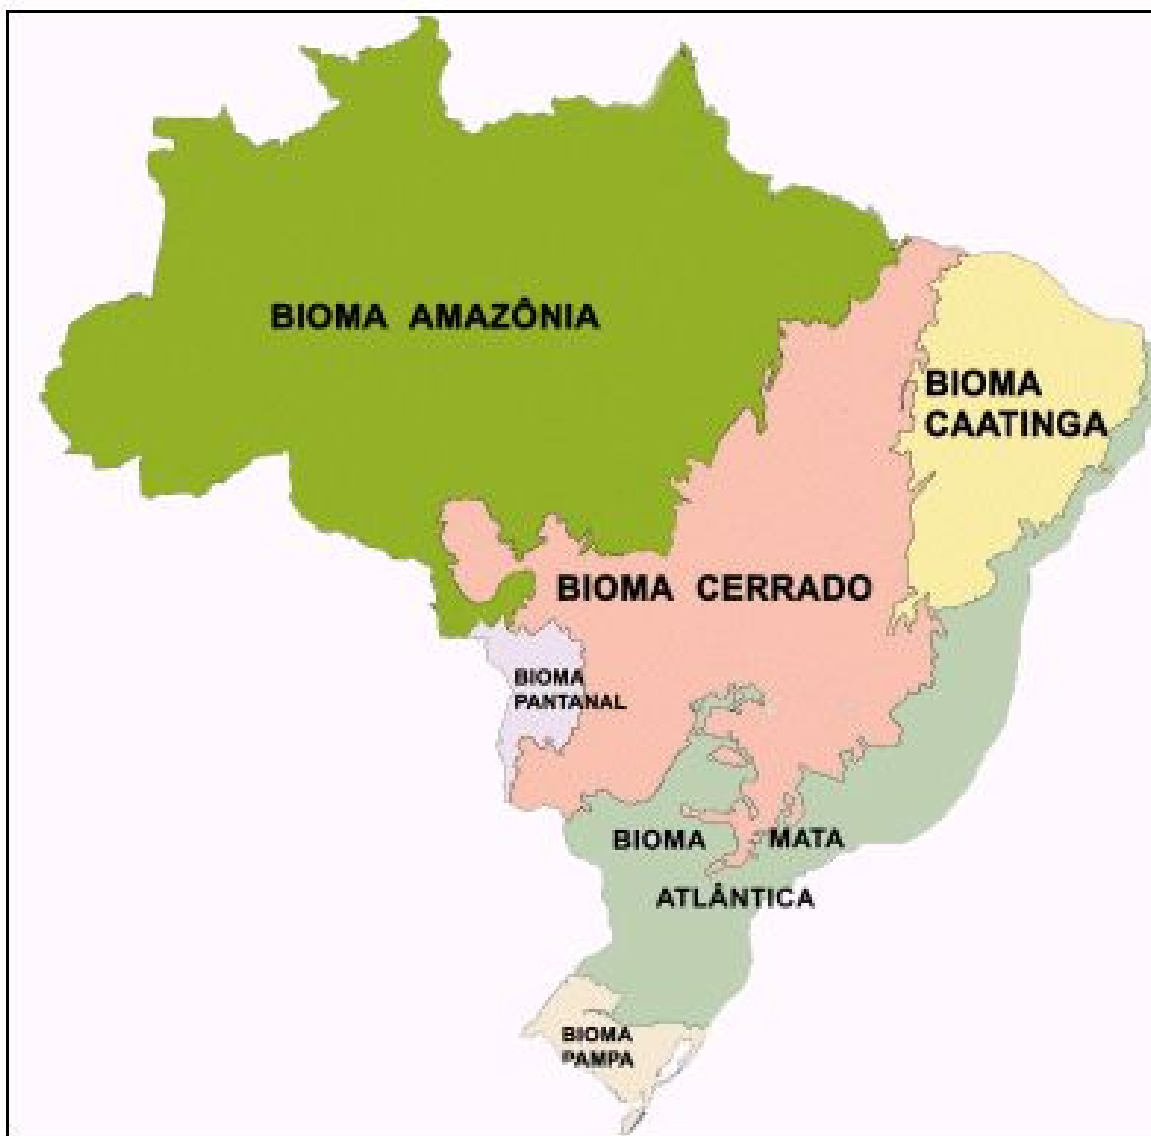 BIOMA AMAZÔNIA
BIOMA
CAATINGA
BIOMA CERRADO
BIOMA
PANTANAL
BIOMA MATA
ATLÂNTICA
BIOMA
PAMPA